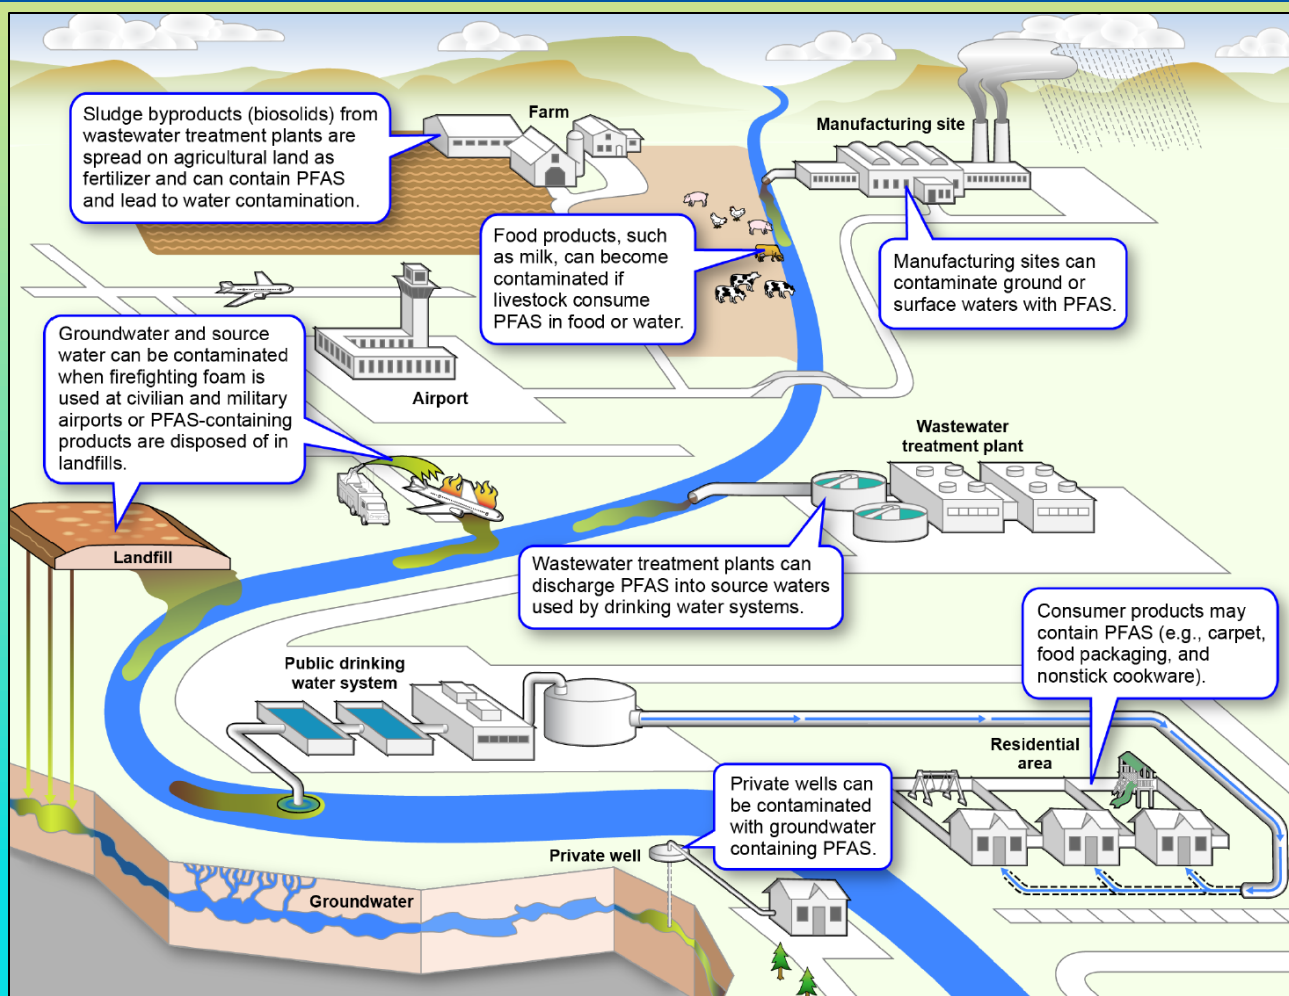 Sludge byproducts (biosolids) from
wastewater treatment plants are
spread on agricultural land as
fertilizer and can contain PFAS
and lead to water contamination.
Farm
Manufacturing site
Food products, such
as milk, can become
contaminated if
livestock consume
PFAS in food or water.
Manufacturing sites can
contaminate ground or
surface waters with PFAS.
Groundwater and source
water can be contaminated
when firefighting foam is
used at civilian and military
airports or PFAS-containing
products are disposed of in
landfills.
Airport
Wastewater
treatment plant
Landfill
Wastewater treatment plants can
discharge PFAS into source waters
used by drinking water systems.
Consumer products may
contain PFAS (e.g., carpet,
food packaging, and
nonstick cookware).
Public drinking
water system
Residential
area
Private wells can
be contaminated
with groundwater
containing PFAS.
Private well
Groundwater